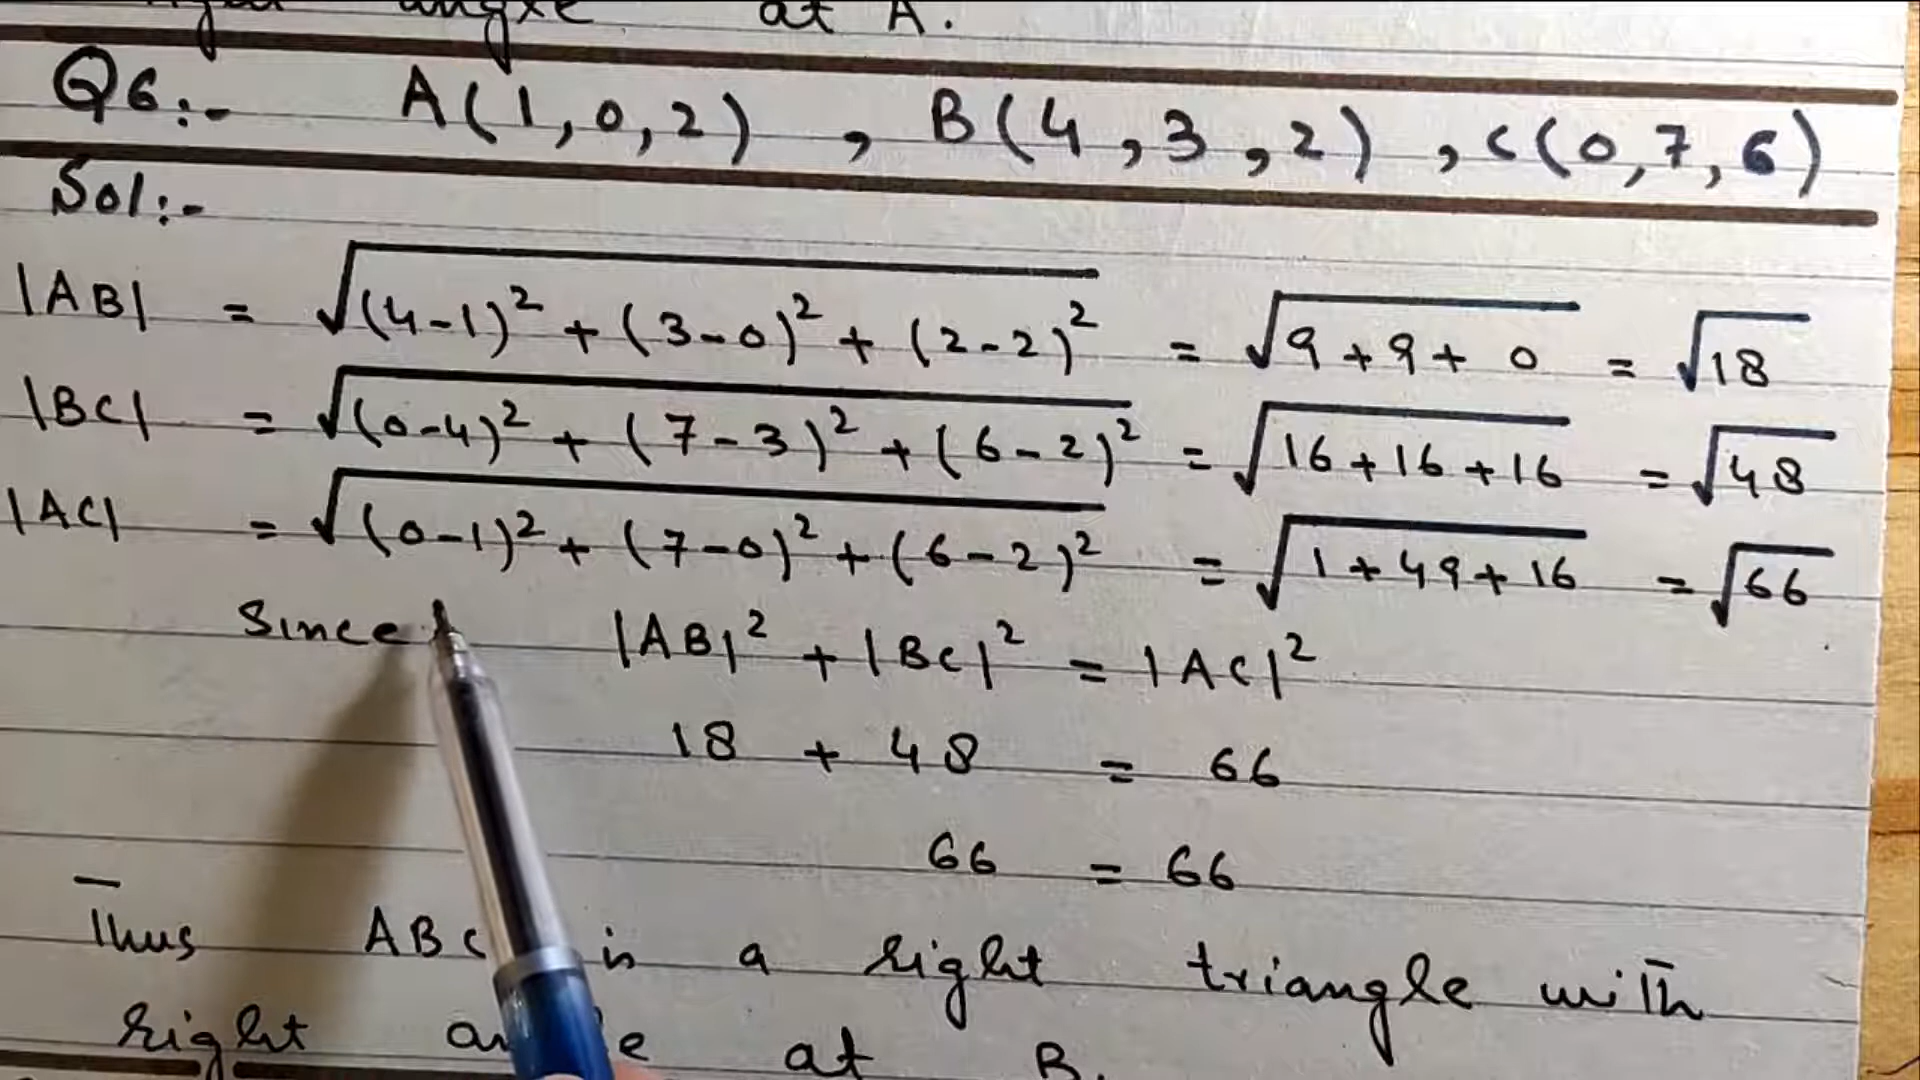 at A.
Q6:- A(1,0,2) , B(4,3,2) , C(0,7,6)
Sol:-
|AB| = √(4-1)² + (3-0)² + (2-2)² = √9+9+0 = √18
|BC| = √(0-4)² + (7-3)² + (6-2)² = √16+16+16 = √48
|AC| = √(0-1)² + (7-0)² + (6-2)² = √1+49+16 = √66
Since |AB|² + |BC|² = |AC|²
18 + 48 = 66
66 = 66
Thus ABC is a right triangle with
right at B.